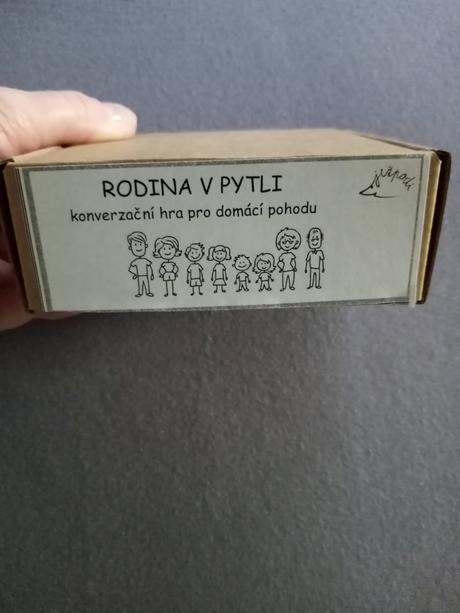 RODINA V PYTLI
konverzační hra pro domácí pohodu